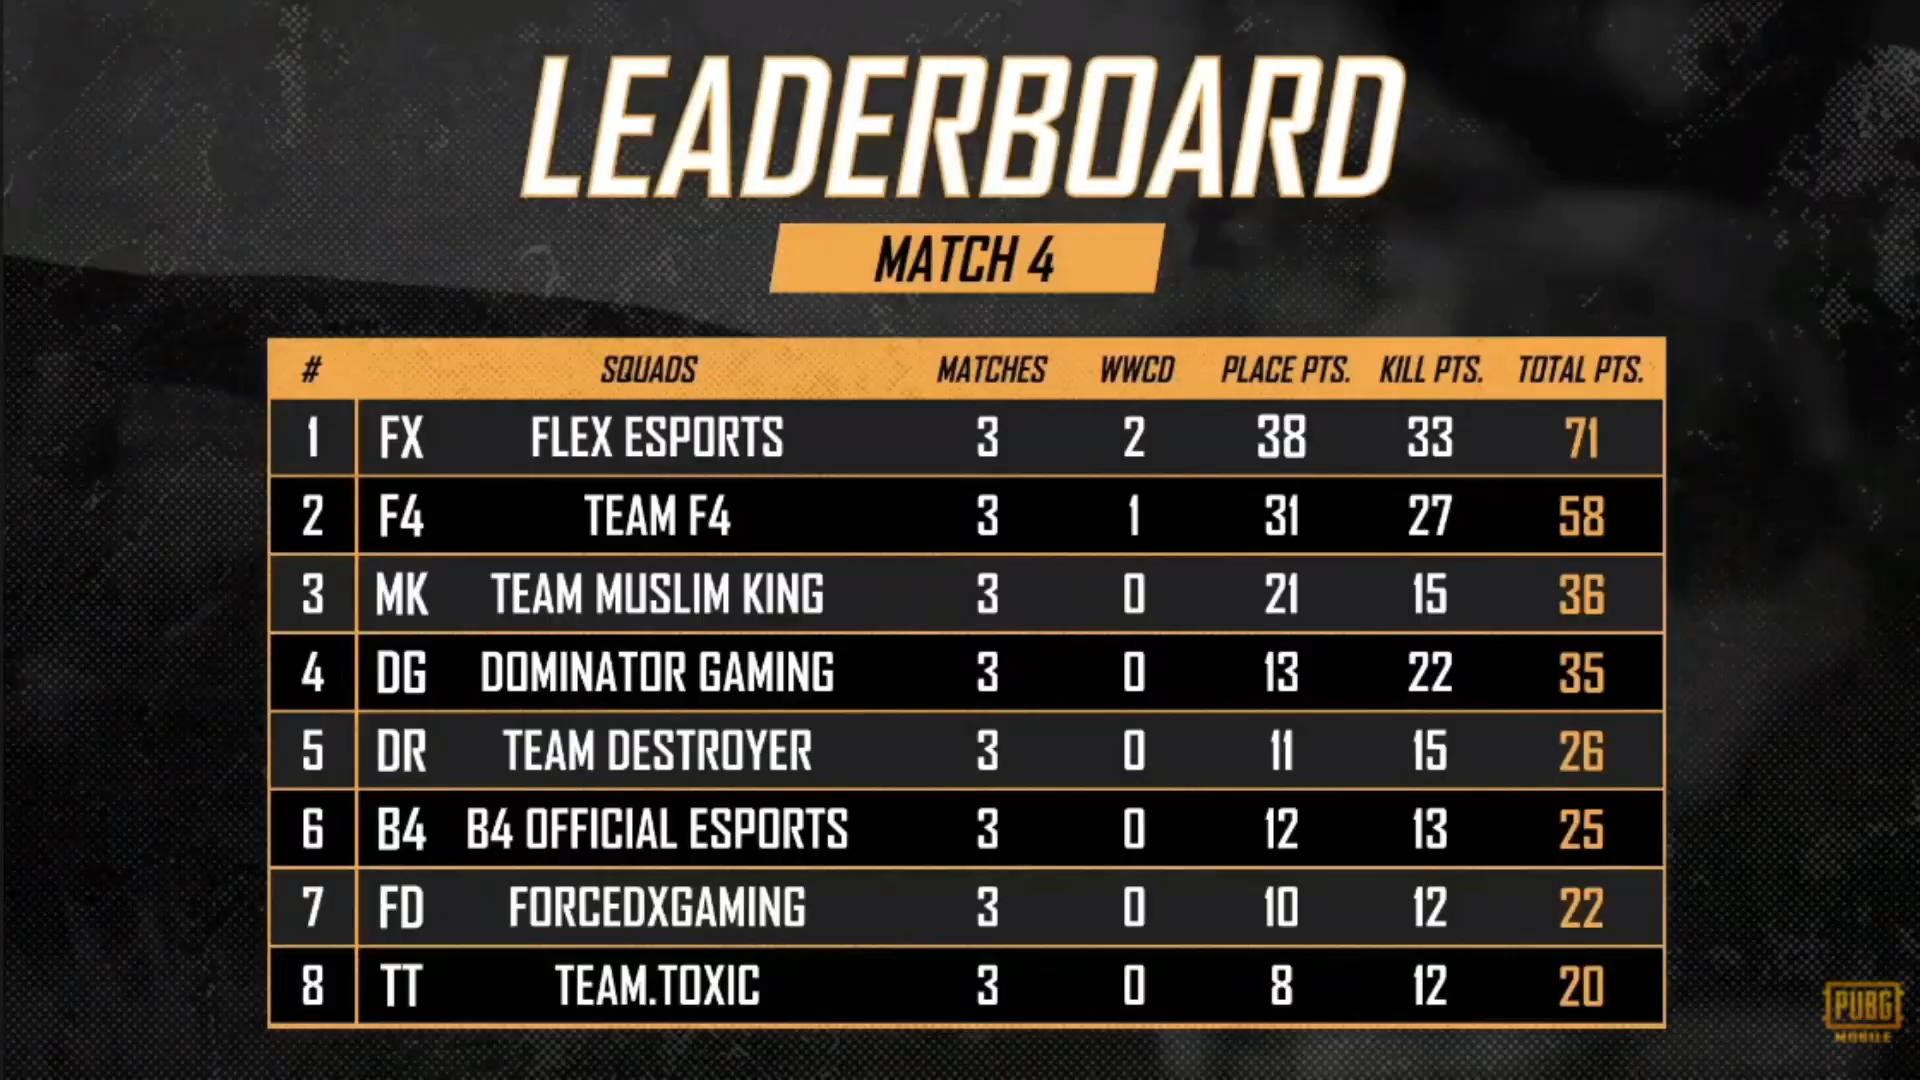 LEADERBOARD
MATCH 4
# SQUADS MATCHES WWCD PLACE PTS. KILL PTS. TOTAL PTS.
1 FX FLEX ESPORTS 3 2 38 33 71
2 F4 TEAM F4 3 1 31 27 58
3 MK TEAM MUSLIM KING 3 0 21 15 36
4 DG DOMINATOR GAMING 3 0 13 22 35
5 DR TEAM DESTROYER 3 0 11 15 26
6 B4 B4 OFFICIAL ESPORTS 3 0 12 13 25
7 FD FORCEDXGAMING 3 0 10 12 22
8 TT TEAM.TOXIC 3 0 8 12 20
PUBG
MOBILE